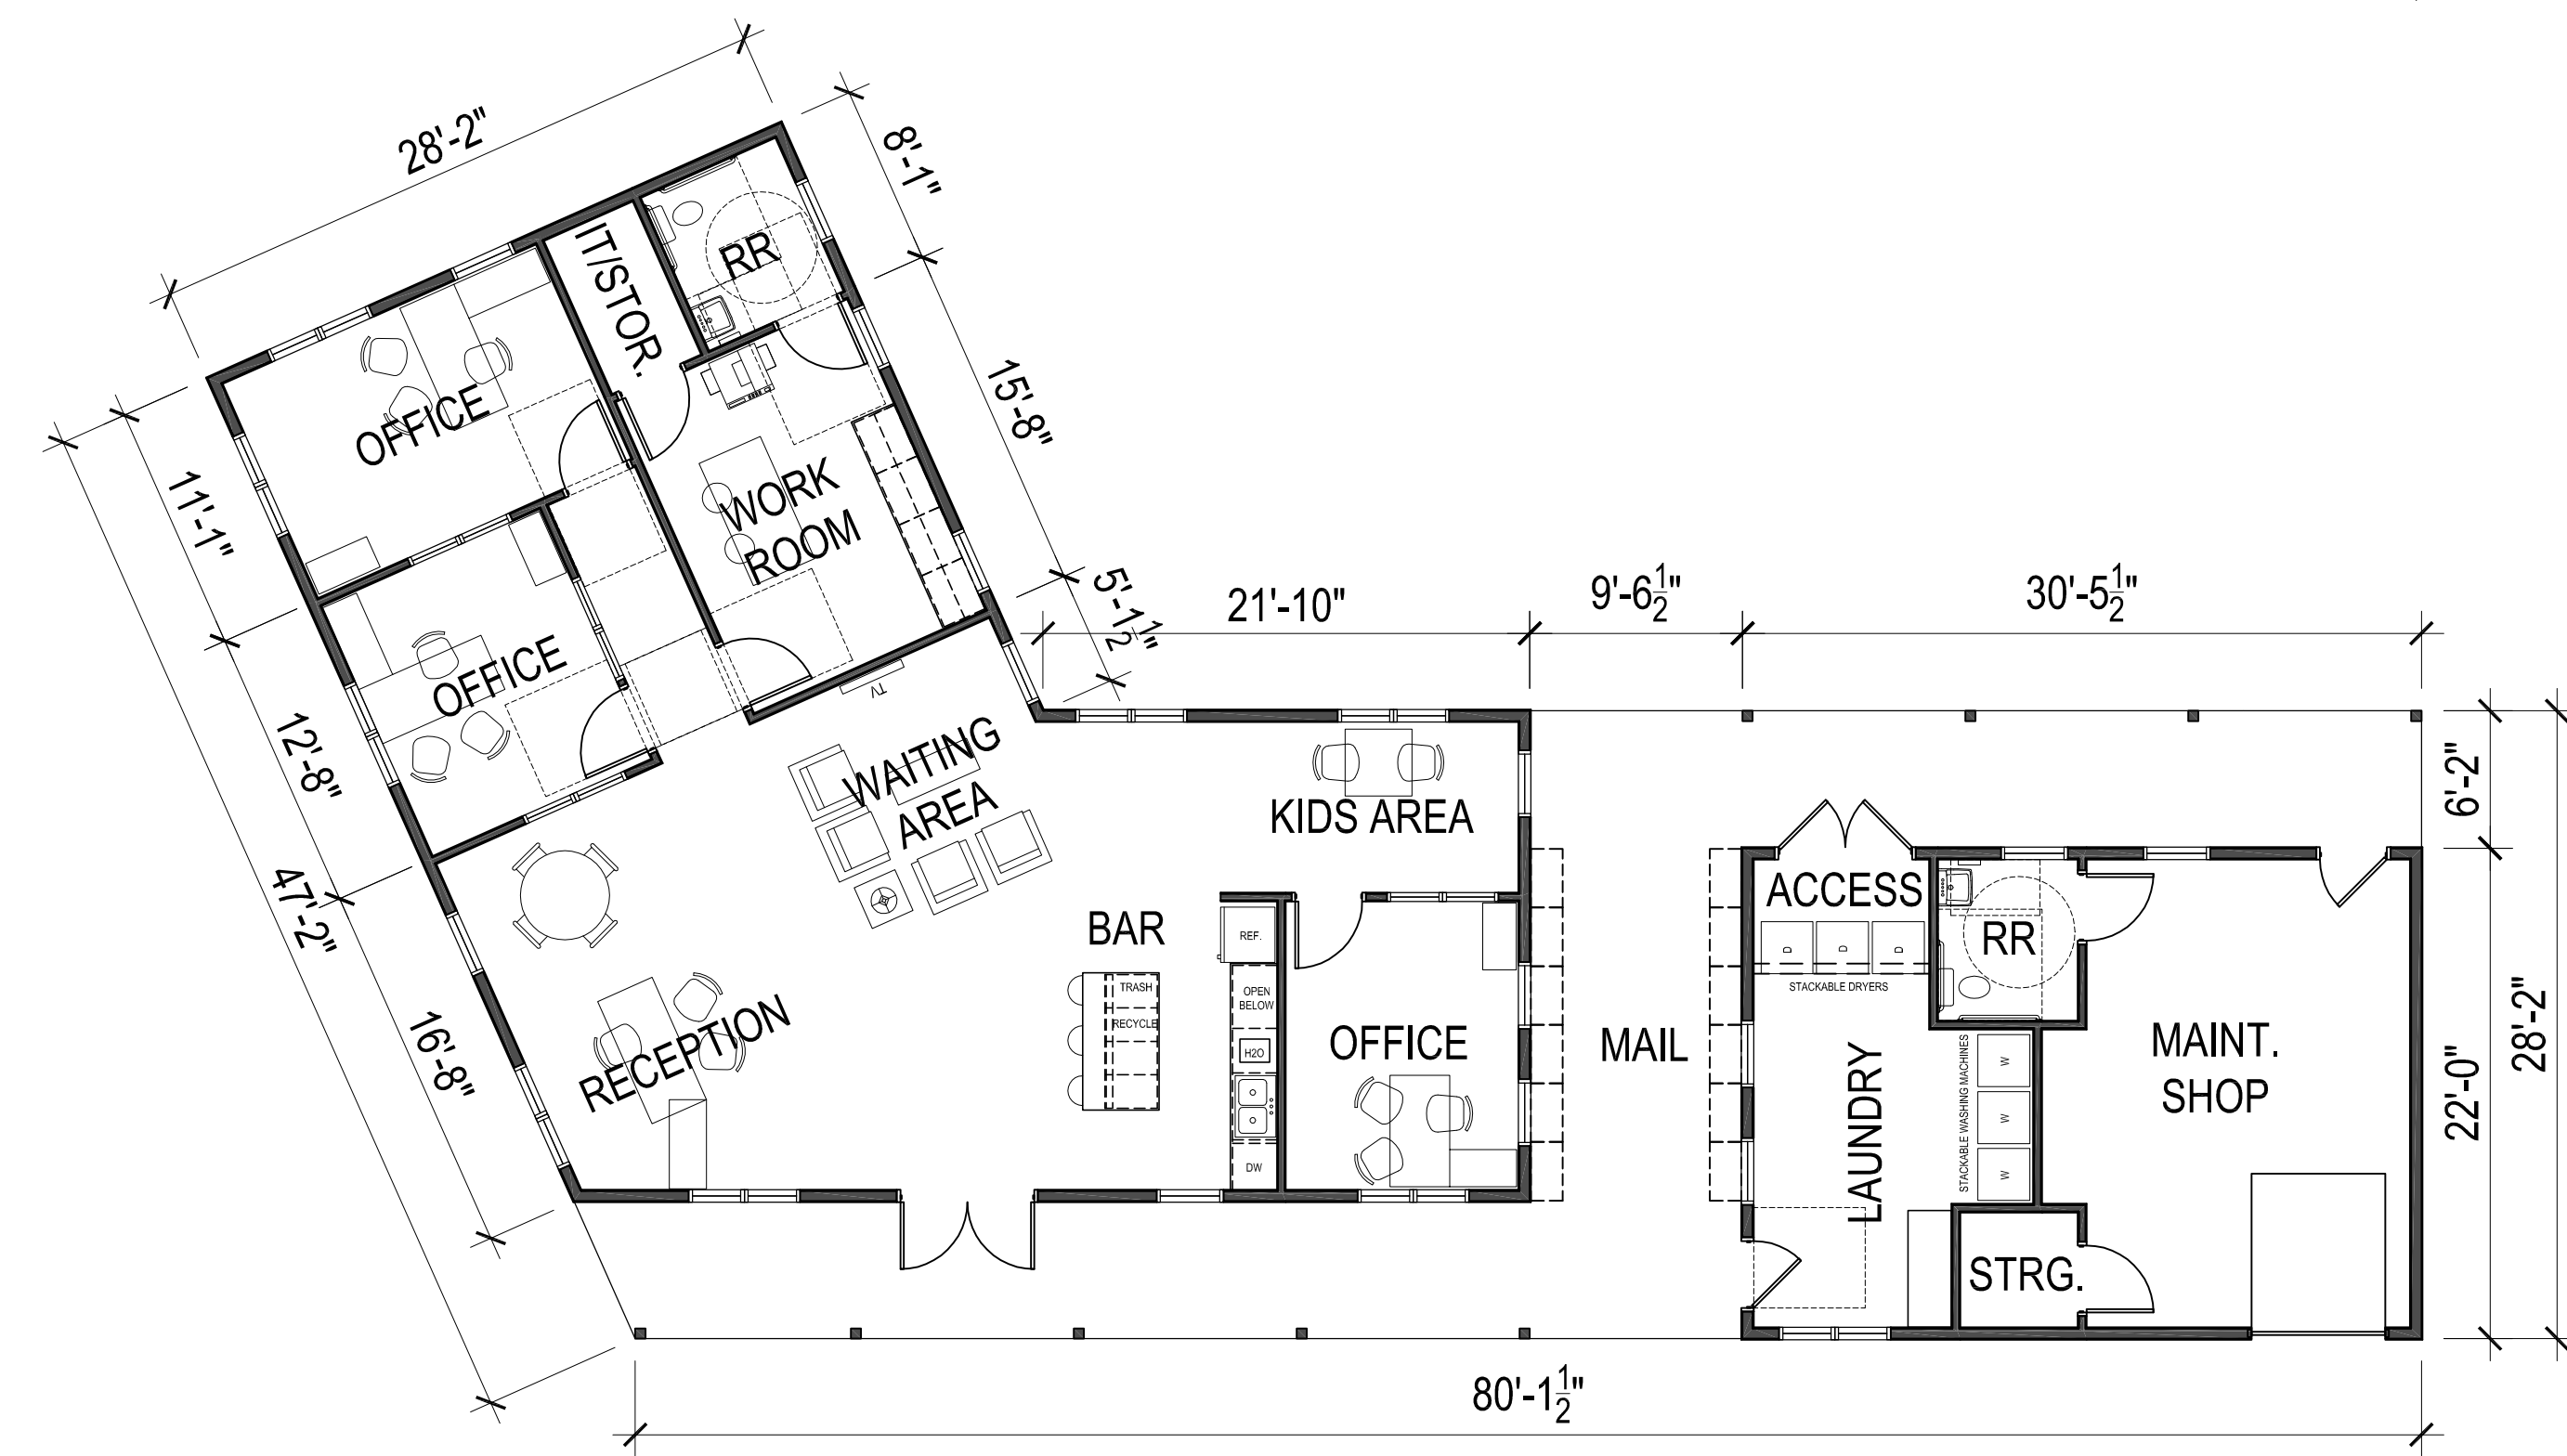 28'-2"
8'-1"
IT/STOR.
RR
15'-8"
OFFICE
11'-1"
WORK
ROOM
5'-1 1/2"
21'-10"
9'-6 1/2"
30'-5 1/2"
OFFICE
TV
12'-8"
WAITING
AREA
KIDS AREA
6'-2"
47'-2"
16'-8"
RECEPTION
BAR
REF.
OPEN
BELOW
TRASH
RECYCLE
H2O
DW
OFFICE
MAIL
ACCESS
D
D
D
STACKABLE DRYERS
RR
LAUNDRY
STACKABLE WASHING MACHINES
W
W
W
MAINT.
SHOP
STRG.
22'-0"
28'-2"
80'-1 1/2"